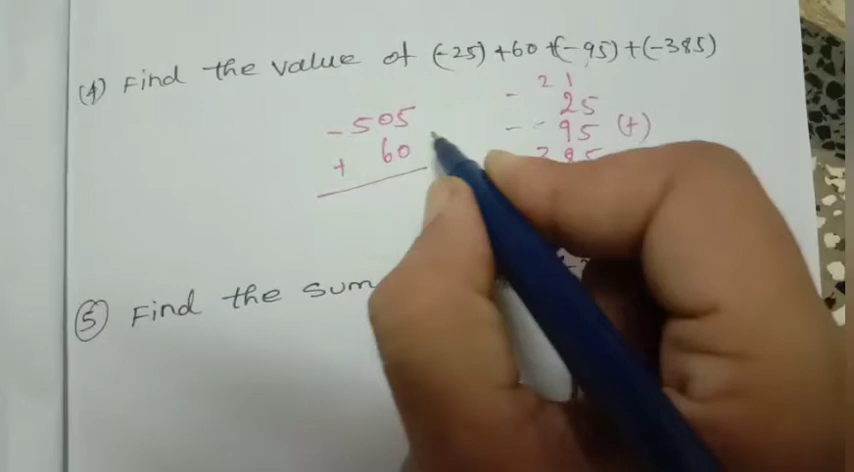 (4) Find the value of (-25) +60 +(-95) +(-385)
2 1
- 25
- 505
- 95 (+)
+ 60
385
(5) Find the sum